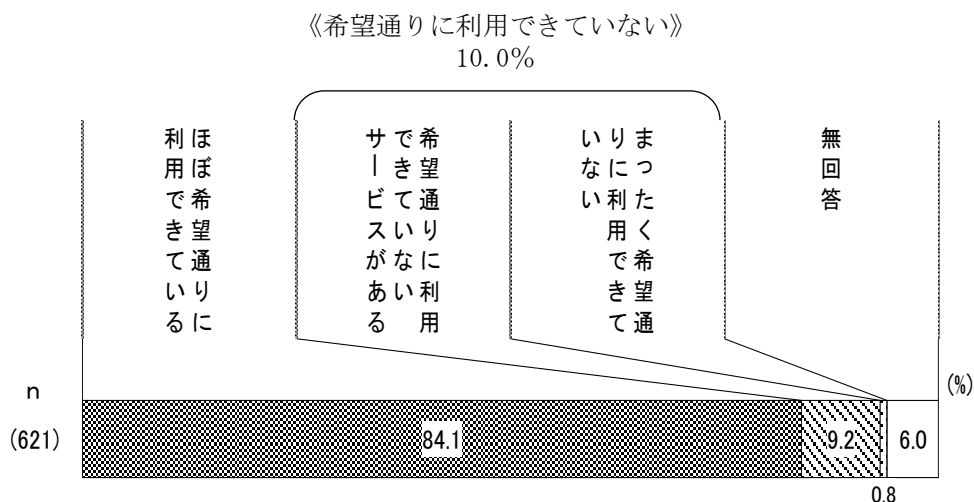 《希望通りに利用できていない》
10.0%
ほぼ希望通りに
利用できている
希望通りに利用
できていない
サービスがある
まったく希望通
りに利用できて
いない
無回答
n
(%)
(621)
84.1
9.2
6.0
0.8